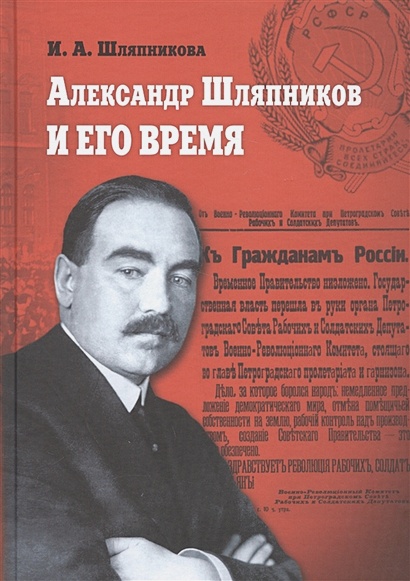 И. А. Шляпникова
Александр Шляпников
и его время
РСФСР
ПРОЛЕТАРИИ
ВСЕХ СТРАН
СОЕДИНЯЙТЕСЬ
Отъ Военно-Революціоннаго Комитета при Петроградскомъ Совѣтѣ
Рабочихъ и Солдатскихъ Депутатовъ.
Къ Гражданамъ Россіи.
Временное Правительство низложено. Государ-
ственная власть перешла въ руки органа Петро-
градскаго Совѣта Рабочихъ и Солдатскихъ Депута-
товъ Военно-Революціоннаго Комитета, стоящаго
во главѣ Петроградскаго пролетаріата и гарнизона.
Дѣло, за которое боролся народъ: немедленное пред-
ложеніе демократическаго мира, отмѣна помѣщичьей
собственности на землю, рабочій контроль надъ производ-
ствомъ, созданіе Совѣтскаго Правительства — это
обезпечено.
ЗДРАВСТВУЕТЪ РЕВОЛЮЦІЯ РАБОЧИХЪ, СОЛДАТЪ
Военно-Революціонный Комитетъ
при Петроградскомъ Совѣтѣ
Рабочихъ и Солдатскихъ Депутатовъ.
10 ч. утра.